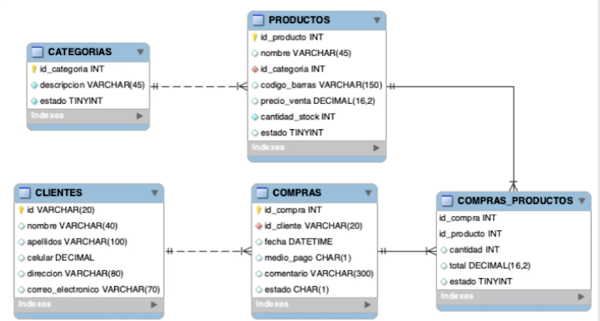 PRODUCTOS
id_producto INT
nombre VARCHAR(45)
id_categoria INT
codigo_barras VARCHAR(150)
precio_venta DECIMAL(16,2)
cantidad_stock INT
estado TINYINT
Indexes
CATEGORIAS
id_categoria INT
descripcion VARCHAR(45)
estado TINYINT
Indexes
CLIENTES
id VARCHAR(20)
nombre VARCHAR(40)
apellidos VARCHAR(100)
celular DECIMAL
direccion VARCHAR(80)
correo_electronico VARCHAR(70)
Indexes
COMPRAS
id_compra INT
id_cliente VARCHAR(20)
fecha DATETIME
medio_pago CHAR(1)
comentario VARCHAR(300)
estado CHAR(1)
Indexes
COMPRAS_PRODUCTOS
id_compra INT
id_producto INT
cantidad INT
total DECIMAL(16,2)
estado TINYINT
Indexes